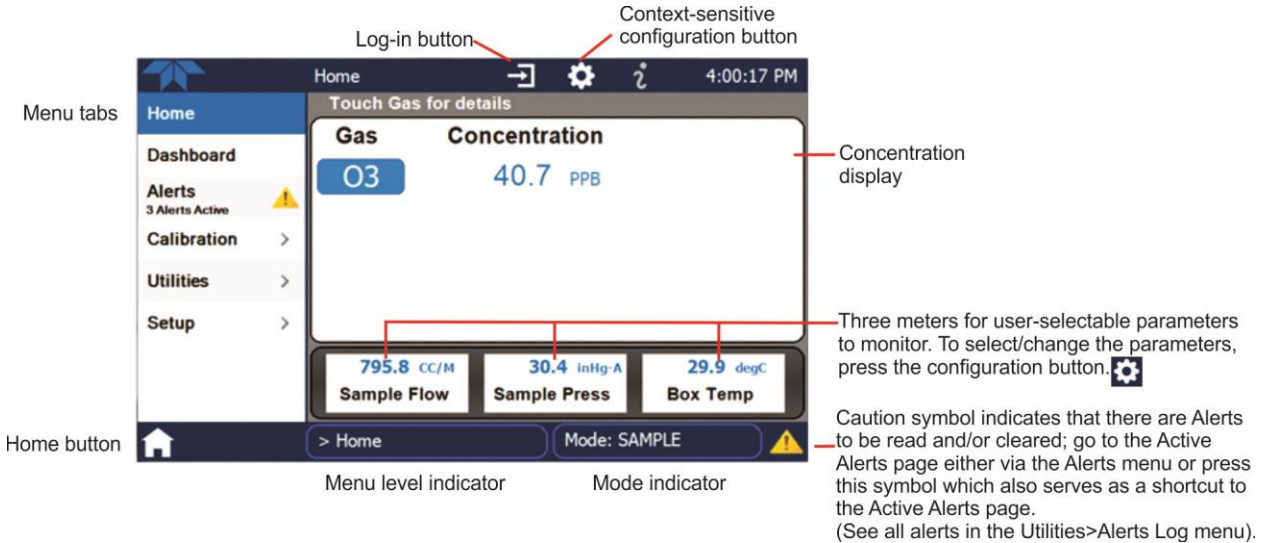 Context-sensitive
configuration button
Log-in button
Home
4:00:17 PM
Menu tabs
Home
Dashboard
Alerts
3 Alerts Active
Calibration >
Utilities >
Setup >
Touch Gas for details
Gas Concentration
O3 40.7 PPB
Concentration
display
795.8 CC/M
Sample Flow
30.4 inHg-A
Sample Press
29.9 degC
Box Temp
Three meters for user-selectable parameters
to monitor. To select/change the parameters,
press the configuration button.
Home button
> Home
Mode: SAMPLE
Caution symbol indicates that there are Alerts
to be read and/or cleared; go to the Active
Alerts page either via the Alerts menu or press
this symbol which also serves as a shortcut to
the Active Alerts page.
(See all alerts in the Utilities>Alerts Log menu).
Menu level indicator
Mode indicator